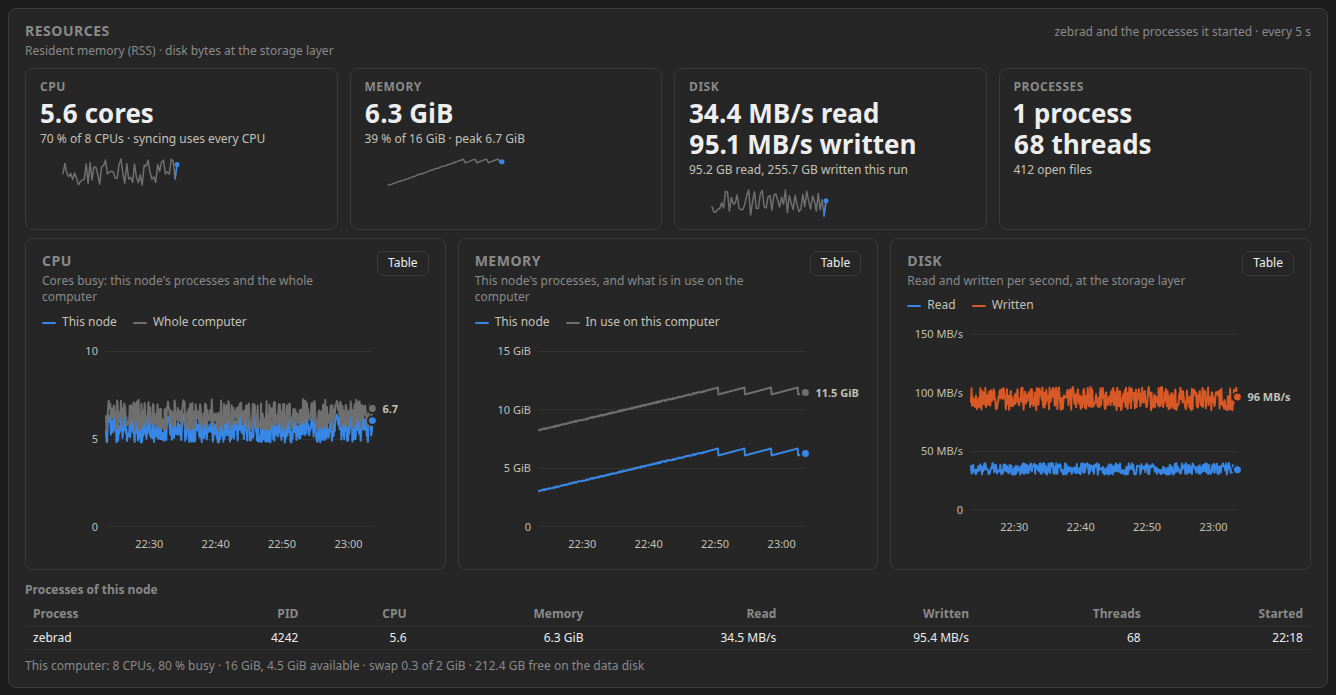 RESOURCES
zebrad and the processes it started · every 5 s
Resident memory (RSS) · disk bytes at the storage layer
CPU
5.6 cores
70 % of 8 CPUs · syncing uses every CPU
MEMORY
6.3 GiB
39 % of 16 GiB · peak 6.7 GiB
DISK
34.4 MB/s read
95.1 MB/s written
95.2 GB read, 255.7 GB written this run
PROCESSES
1 process
68 threads
412 open files
CPU
Table
Cores busy: this node's processes and the whole
computer
This node
Whole computer
10
5
0
6.7
22:30 22:40 22:50 23:00
MEMORY
Table
This node's processes, and what is in use on the
computer
This node
In use on this computer
15 GiB
10 GiB
5 GiB
0
11.5 GiB
22:30 22:40 22:50 23:00
DISK
Table
Read and written per second, at the storage layer
Read
Written
150 MB/s
100 MB/s
50 MB/s
0
96 MB/s
22:30 22:40 22:50 23:00
Processes of this node
Process PID CPU Memory Read Written Threads Started
zebrad 4242 5.6 6.3 GiB 34.5 MB/s 95.4 MB/s 68 22:18
This computer: 8 CPUs, 80 % busy · 16 GiB, 4.5 GiB available · swap 0.3 of 2 GiB · 212.4 GB free on the data disk